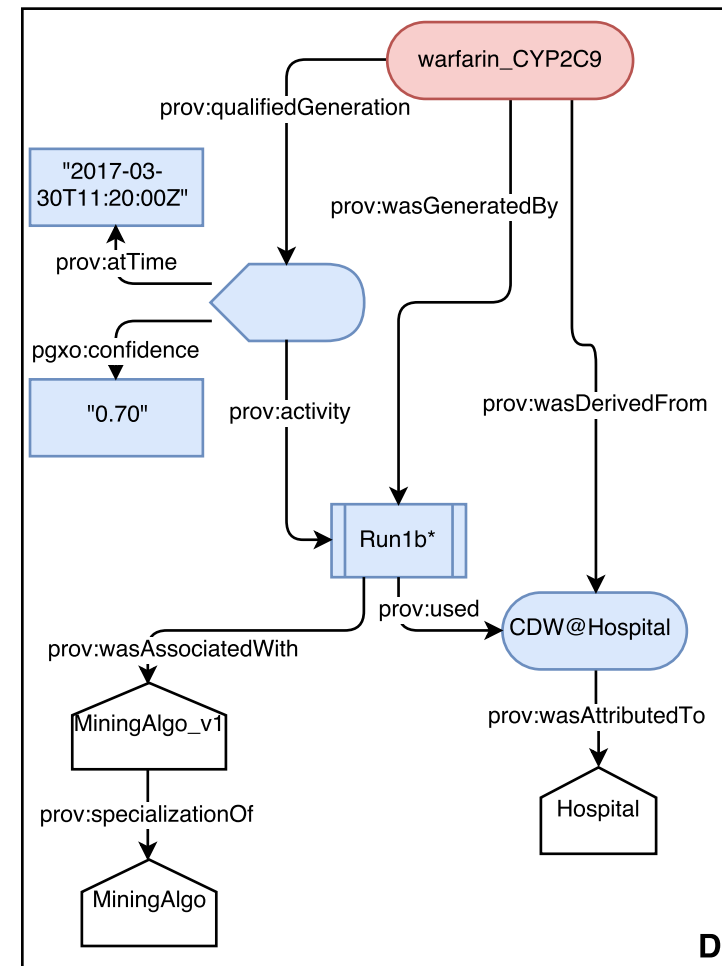 warfarin_CYP2C9
prov:qualifiedGeneration
"2017-03-
30T11:20:00Z"
prov:wasGeneratedBy
prov:atTime
pgxo:confidence
"0.70"
prov:activity
prov:wasDerivedFrom
Run1b*
prov:used
CDW@Hospital
prov:wasAssociatedWith
MiningAlgo_v1
prov:wasAttributedTo
Hospital
prov:specializationOf
MiningAlgo
D